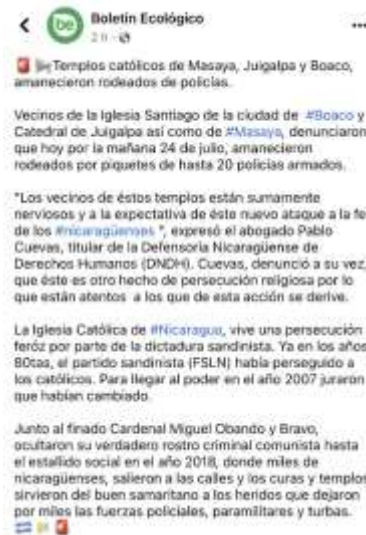 be
Boletín Ecológico
2 h
Templos católicos de Masaya, Juigalpa y Boaco,
amanecieron rodeados de policías.
Vecinos de la Iglesia Santiago de la ciudad de #Boaco y
Catedral de Juigalpa así como de #Masaya, denunciaron
que hoy por la mañana 24 de julio, amanecieron
rodeados por piquetes de hasta 20 policías armados.
"Los vecinos de éstos templos están sumamente
nerviosos y a la expectativa de éste nuevo ataque a la fe
de los #nicaragüenses ", expresó el abogado Pablo
Cuevas, titular de la Defensoría Nicaragüense de
Derechos Humanos (DNDH). Cuevas, denunció a su vez,
que éste es otro hecho de persecución religiosa por lo
que están atentos a los que de esta acción se derive.
La Iglesia Católica de #Nicaragua, vive una persecución
feróz por parte de la dictadura sandinista. Ya en los años
80tas, el partido sandinista (FSLN) había perseguido a
los católicos. Para llegar al poder en el año 2007 juraron
que habían cambiado.
Junto al finado Cardenal Miguel Obando y Bravo,
ocultaron su verdadero rostro criminal comunista hasta
el estallido social en el año 2018, donde miles de
nicaragüenses, salieron a las calles y los curas y templos
sirvieron del buen samaritano a los heridos que dejaron
por miles las fuerzas policiales, paramilitares y turbas.